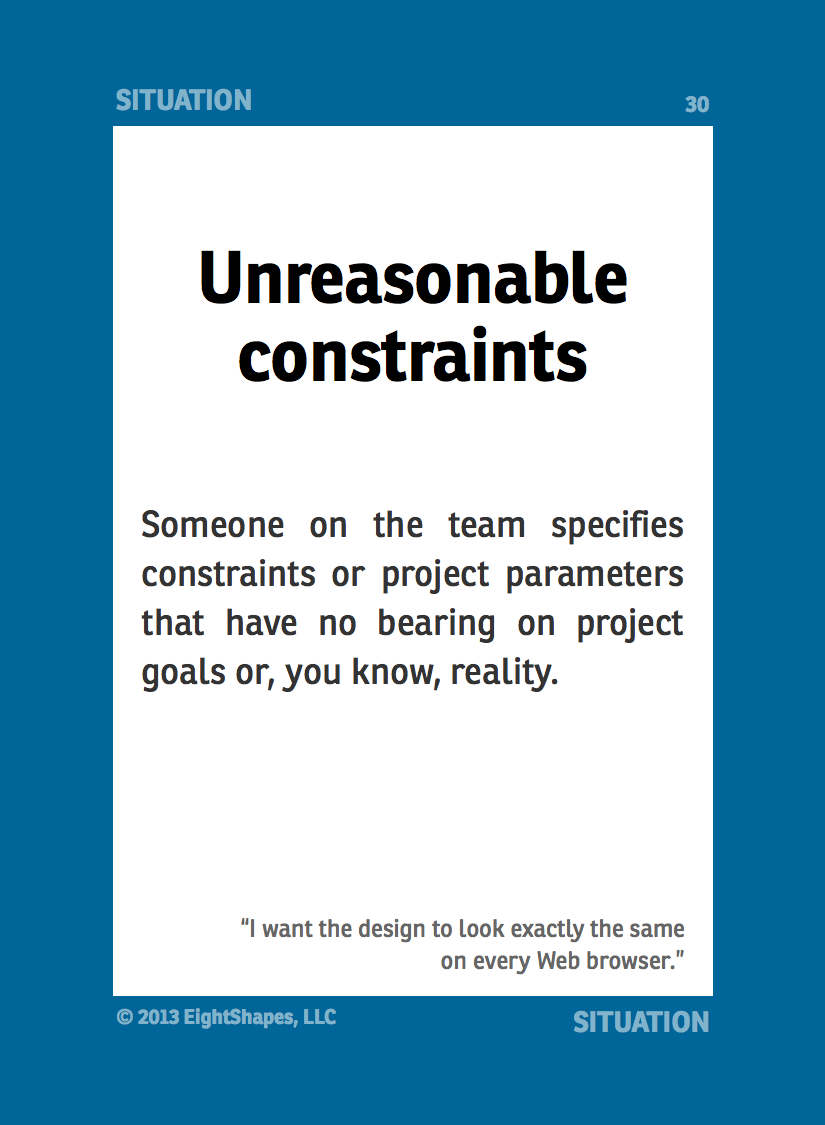 SITUATION 30
Unreasonable
constraints
Someone on the team specifies
constraints or project parameters
that have no bearing on project
goals or, you know, reality.
“I want the design to look exactly the same
on every Web browser.”
© 2013 EightShapes, LLC SITUATION